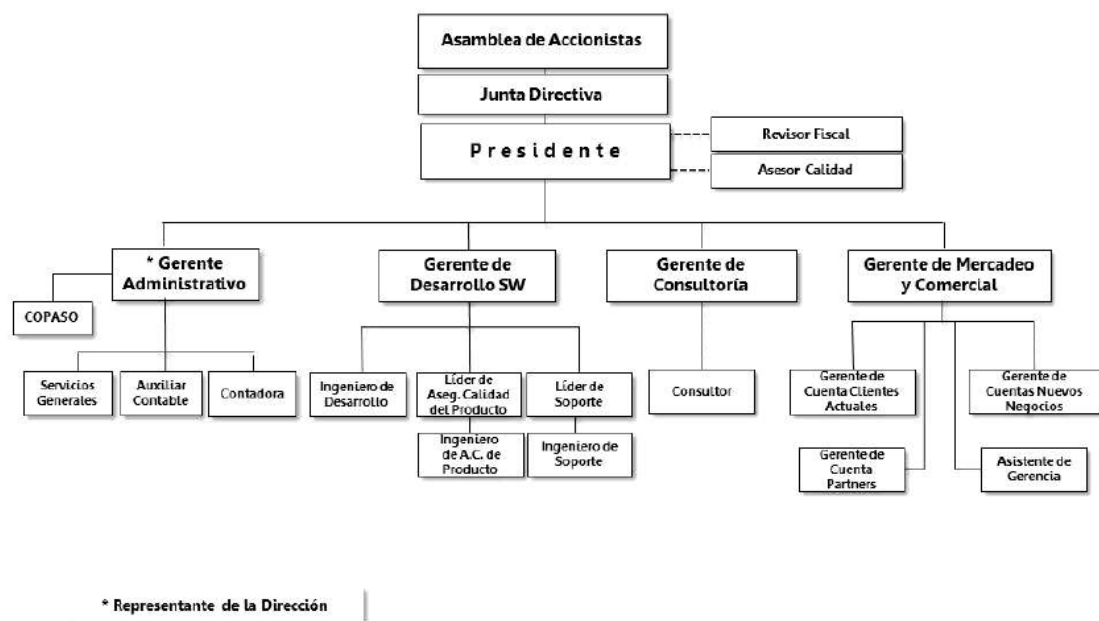 Asamblea de Accionistas
Junta Directiva
Presidente
Revisor Fiscal
Asesor Calidad
* Gerente
Administrativo
Gerente de
Desarrollo SW
Gerente de
Consultoría
Gerente de Mercadeo
y Comercial
COPASO
Servicios
Generales
Auxiliar
Contable
Contadora
Ingeniero de
Desarrollo
Líder de
Aseg. Calidad
del Producto
Líder de
Soporte
Consultor
Gerente de
Cuenta Clientes
Actuales
Gerente de
Cuentas Nuevos
Negocios
Ingeniero
de A.C. de
Producto
Ingeniero de
Soporte
Gerente de
Cuenta
Partners
Asistente de
Gerencia
* Representante de la Dirección